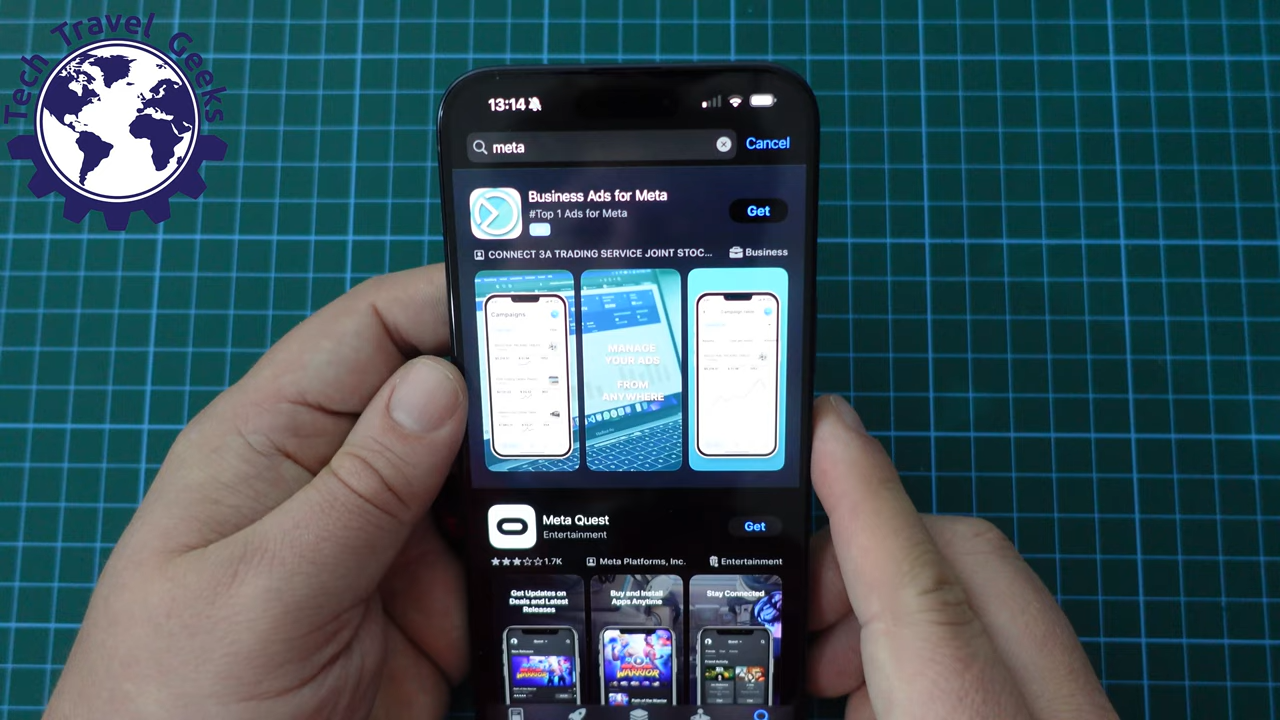 Tech Travel Geeks
13:14
meta
Cancel
Business Ads for Meta
#Top 1 Ads for Meta
Get
CONNECT 3A TRADING SERVICE JOINT STOC...
Business
Campaigns
MANAGE
YOUR ADS
FROM
ANYWHERE
Meta Quest
Entertainment
Get
1.7K
Meta Platforms, Inc.
Entertainment
Get Updates on
Deals and Latest
Releases
Buy and Install
Apps Anytime
Stay Connected
WARRIOR
WARRIOR